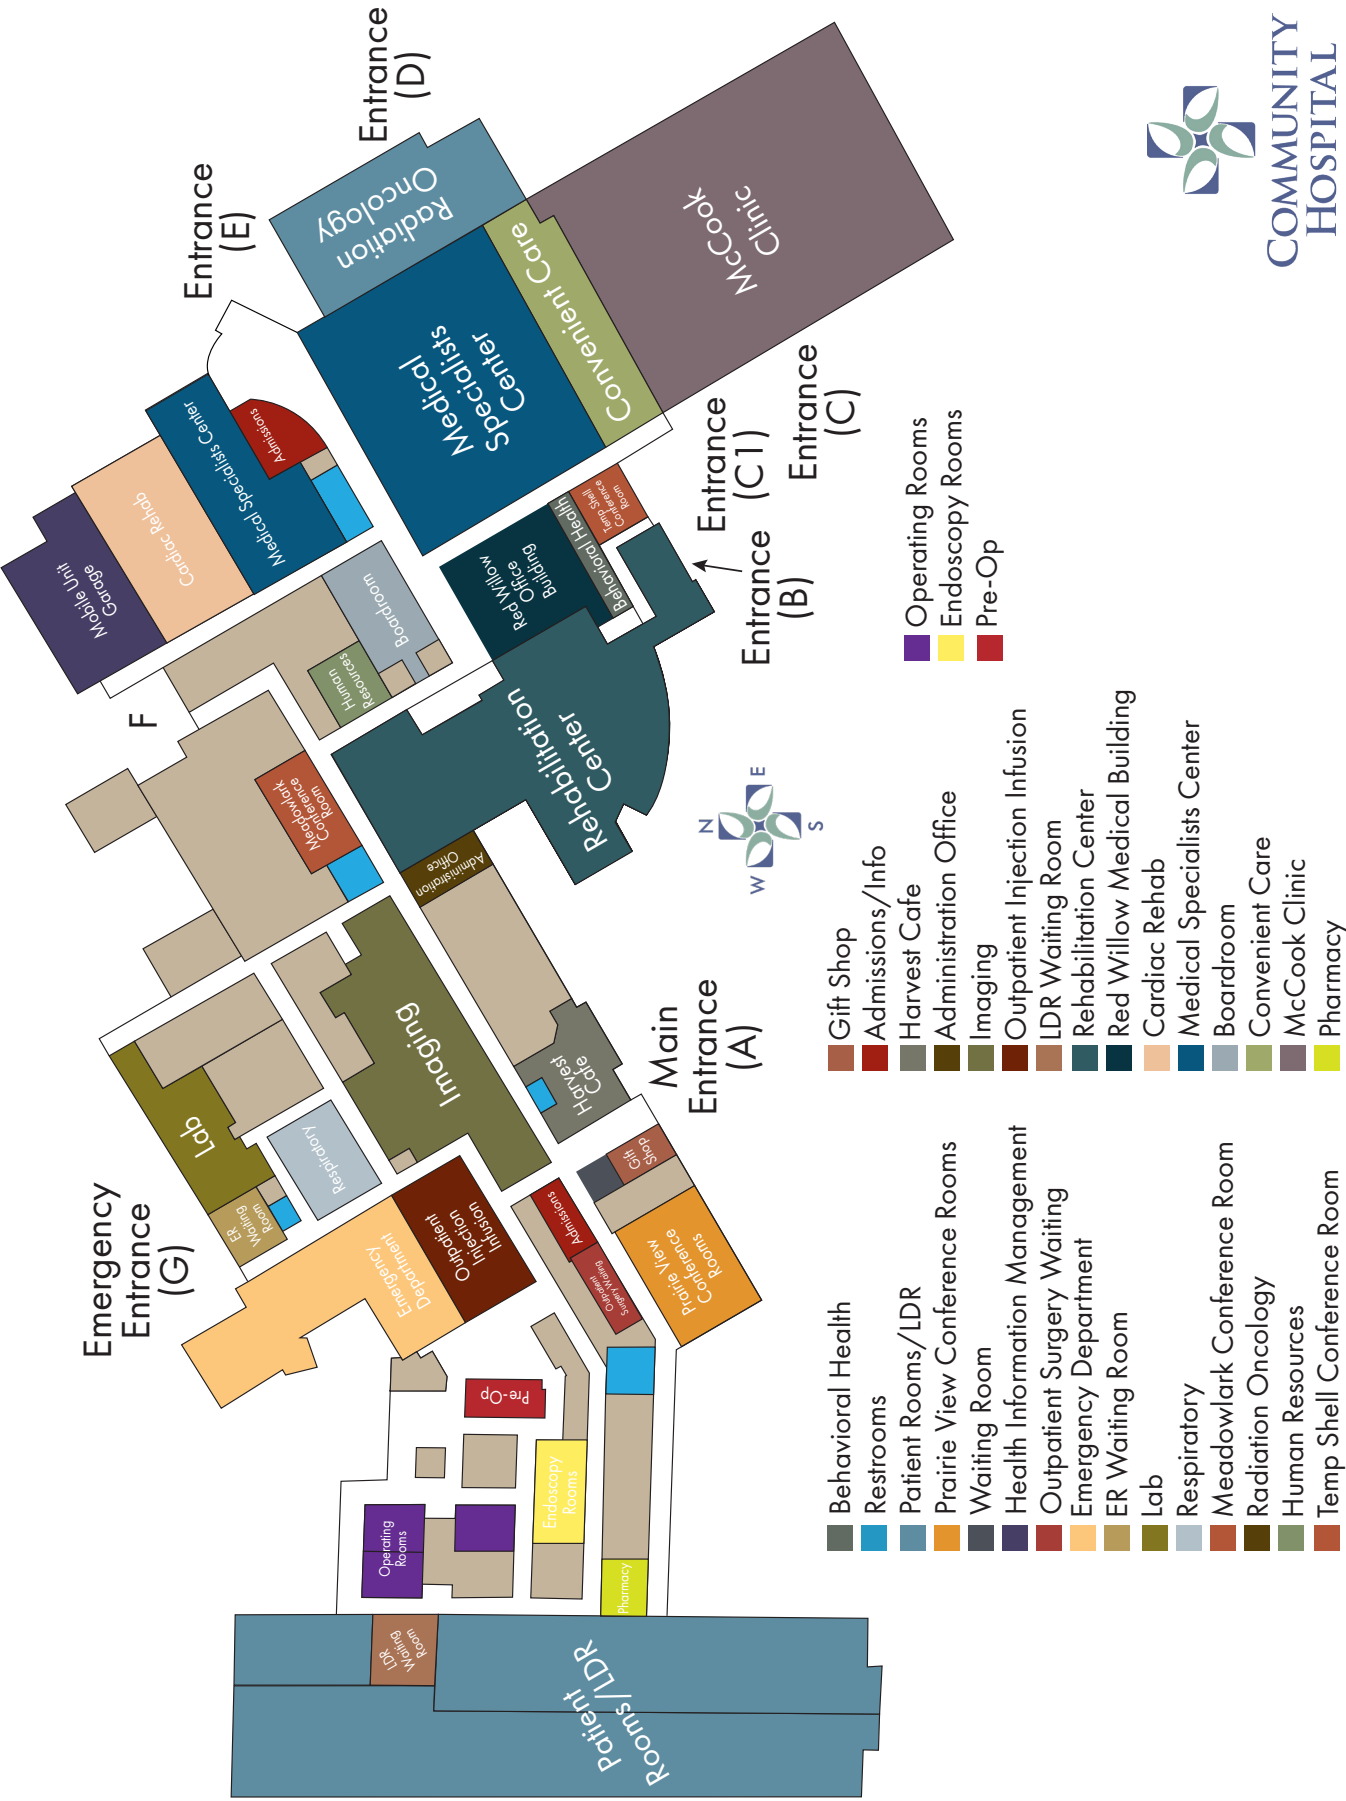 Entrance
(D)
Entrance
(E)
Radiation
Oncology
McCook
Clinic
Convenient Care
Medical
Specialists
Center
Medical Specialists Center
Admissions
Cardiac Rehab
Mobile Unit
Garage
F
Boardroom
Human
Resources
Red Willow
Office
Building
Behavioral Health
Temp Shell
Conference
Room
Entrance
(C)
Entrance
(C1)
Entrance
(B)
Rehabilitation
Center
Meadowlark
Conference
Room
Administration
Office
Imaging
Harvest
Cafe
Main
Entrance
(A)
Gift
Shop
Lab
Respiratory
ER
Waiting
Room
Emergency
Entrance
(G)
Emergency
Department
Outpatient
Injection
Infusion
Admissions
Outpatient
Surgery Waiting
Prairie View
Conference
Rooms
Pre-Op
Endoscopy
Rooms
Operating
Rooms
Pharmacy
LDR
Waiting
Room
Patient
Rooms/LDR
N
E
S
W
Behavioral Health
Restrooms
Patient Rooms/LDR
Prairie View Conference Rooms
Waiting Room
Health Information Management
Outpatient Surgery Waiting
Emergency Department
ER Waiting Room
Lab
Respiratory
Meadowlark Conference Room
Radiation Oncology
Human Resources
Temp Shell Conference Room
Gift Shop
Admissions/Info
Harvest Cafe
Administration Office
Imaging
Outpatient Injection Infusion
LDR Waiting Room
Rehabilitation Center
Red Willow Medical Building
Cardiac Rehab
Medical Specialists Center
Boardroom
Convenient Care
McCook Clinic
Pharmacy
Operating Rooms
Endoscopy Rooms
Pre-Op
COMMUNITY
HOSPITAL